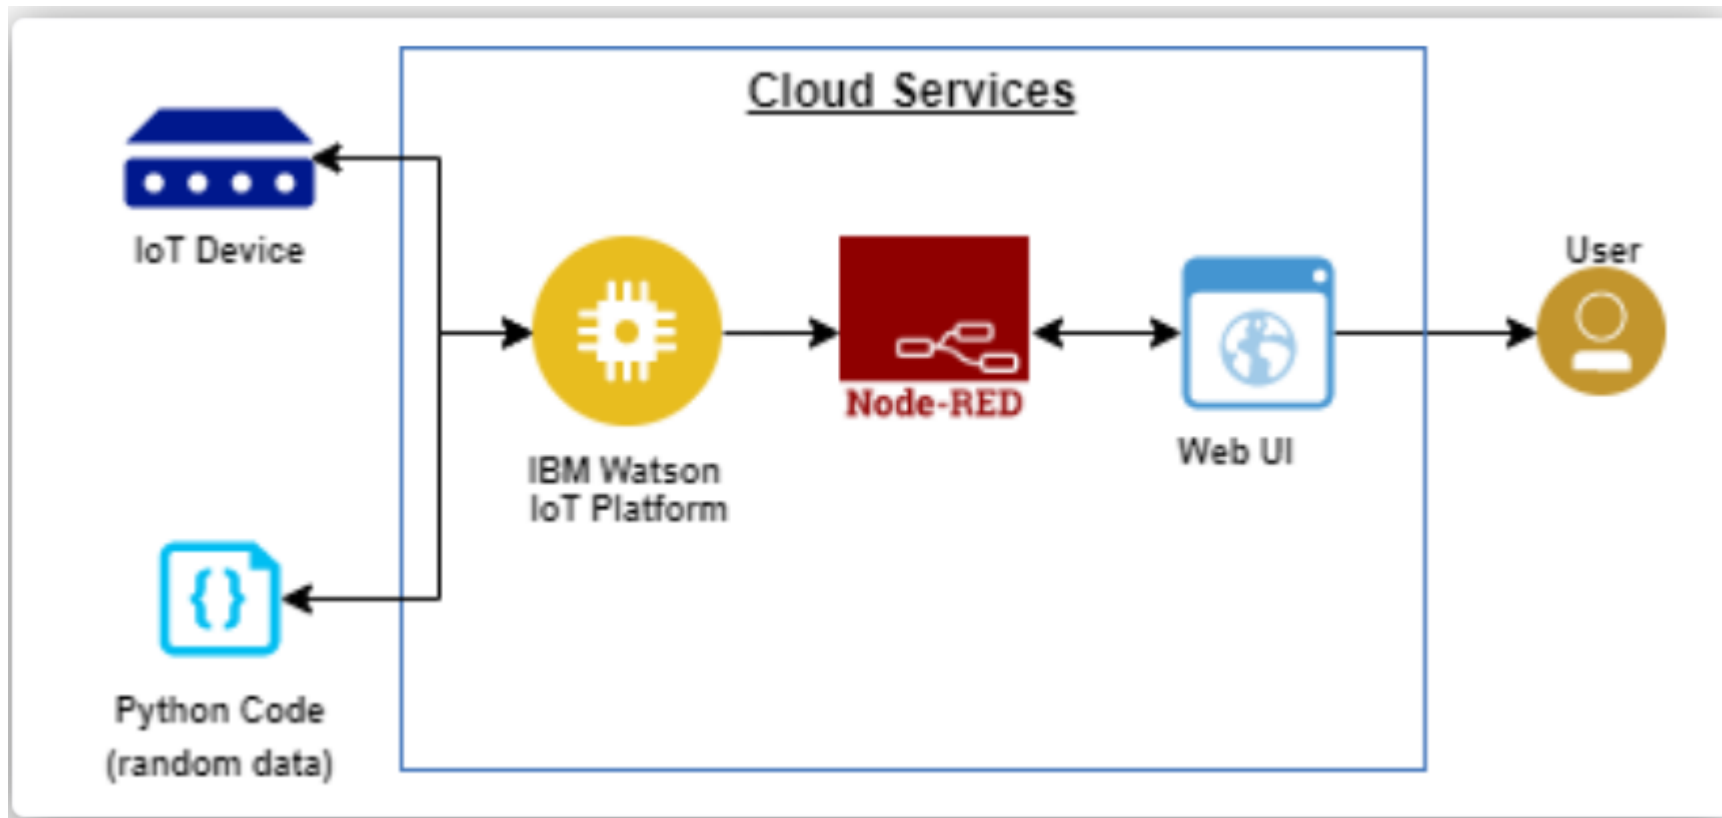 Cloud Services
IoT Device
User
Node-RED
Web UI
IBM Watson
IoT Platform
Python Code
(random data)